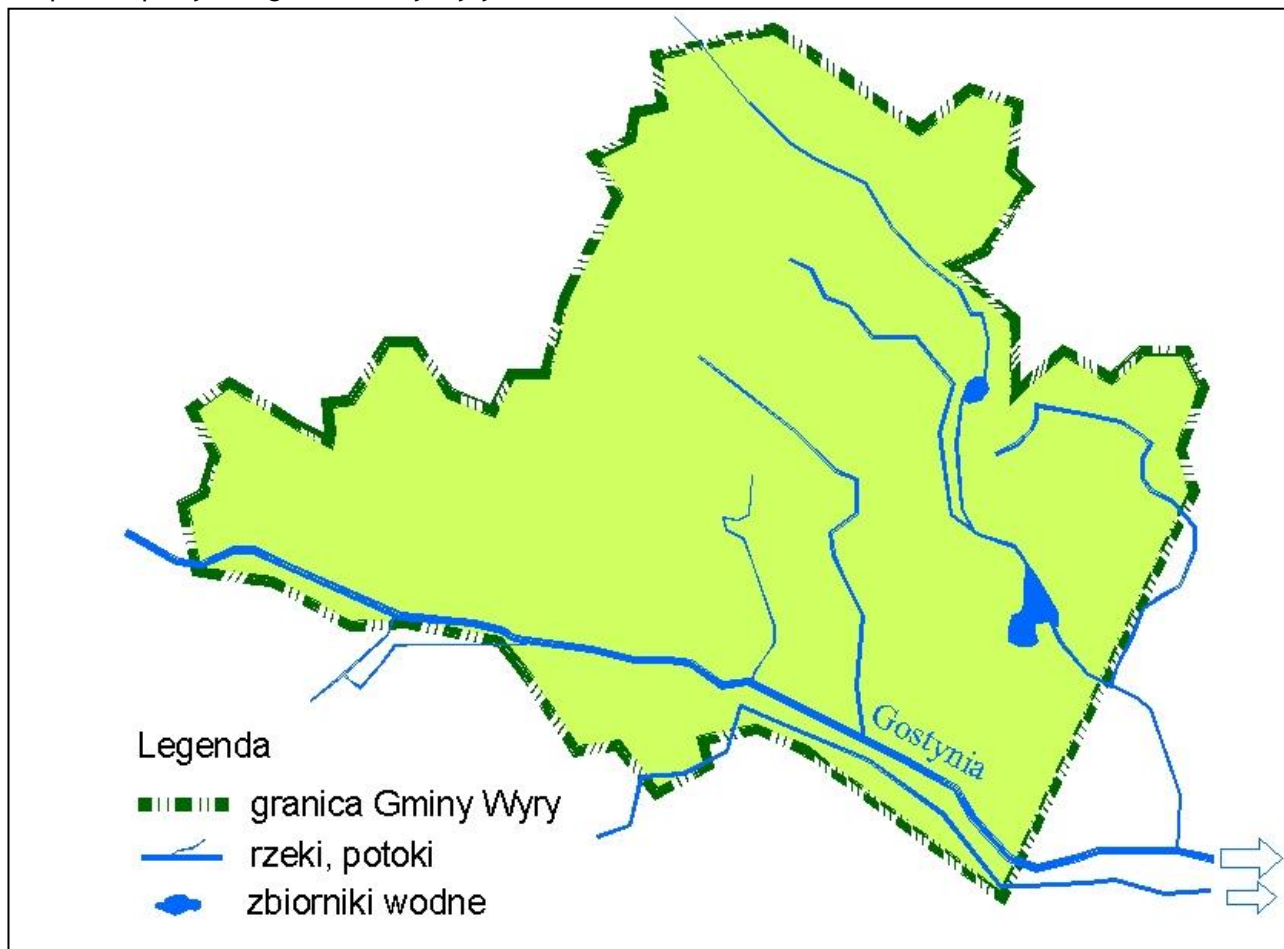 Gostynia
Legenda
granica Gminy Wyry
rzeki, potoki
zbiorniki wodne